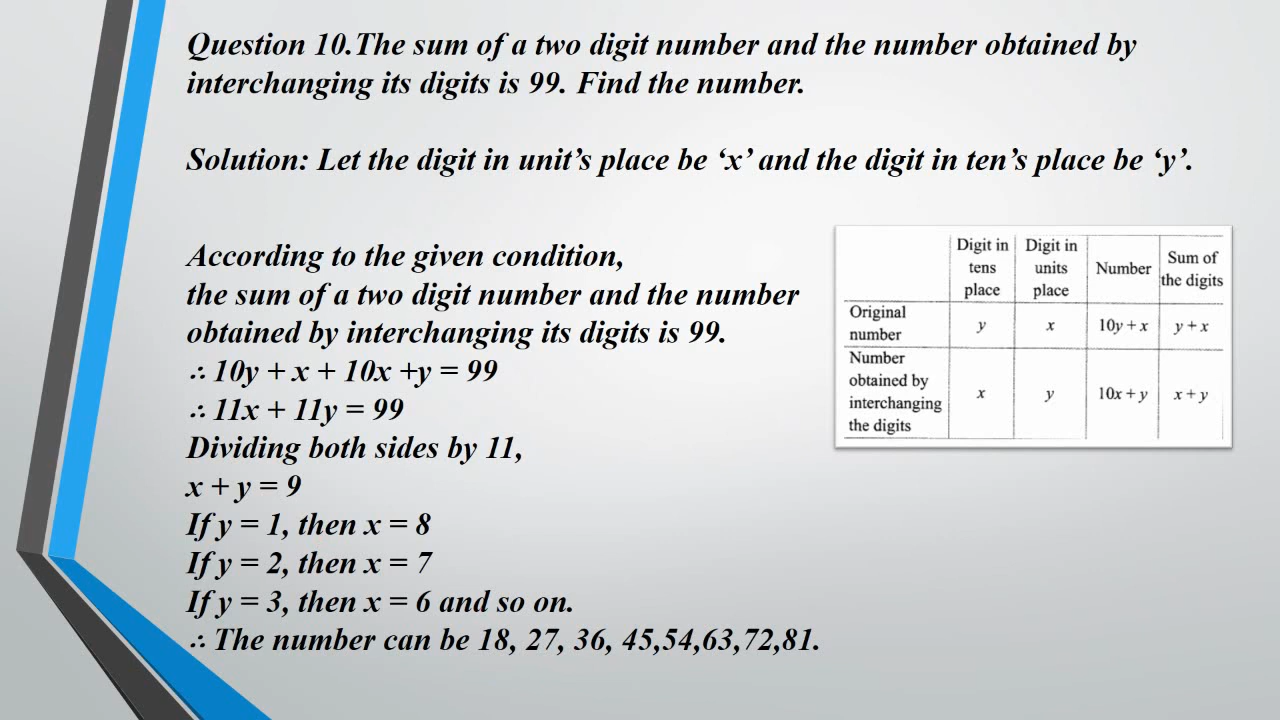 Question 10.The sum of a two digit number and the number obtained by
interchanging its digits is 99. Find the number.
Solution: Let the digit in unit’s place be ‘x’ and the digit in ten’s place be ‘y’.
According to the given condition,
the sum of a two digit number and the number
obtained by interchanging its digits is 99.
∴ 10y + x + 10x +y = 99
∴ 11x + 11y = 99
Dividing both sides by 11,
x + y = 9
If y = 1, then x = 8
If y = 2, then x = 7
If y = 3, then x = 6 and so on.
∴ The number can be 18, 27, 36, 45,54,63,72,81.
Digit in tens place | Digit in units place | Number | Sum of the digits
Original number | y | x | 10y + x | y + x
Number obtained by interchanging the digits | x | y | 10x + y | x + y